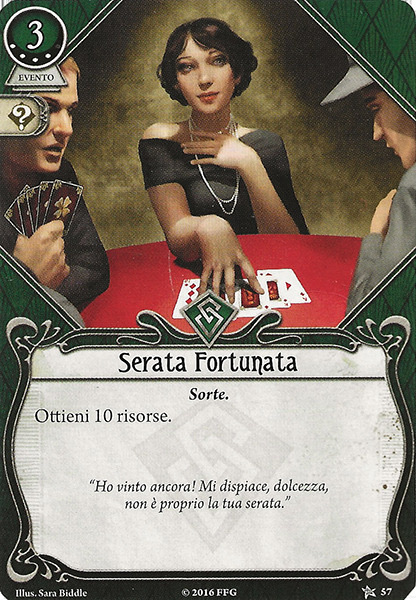 3
EVENTO
?
Serata Fortunata
Sorte.
Ottieni 10 risorse.
“Ho vinto ancora! Mi dispiace, dolcezza,
non è proprio la tua serata.”
Illus. Sara Biddle
© 2016 FFG
57